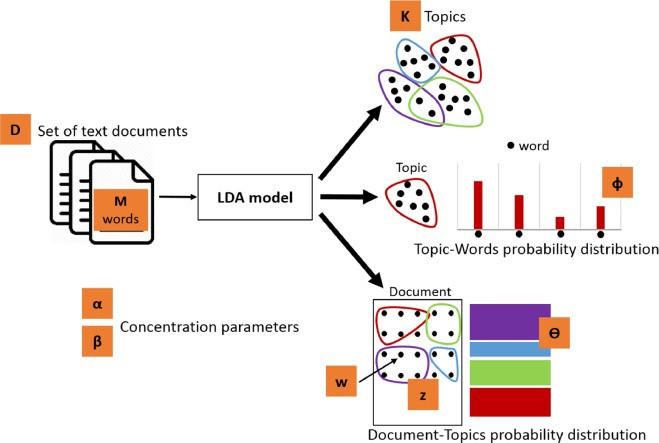 K Topics
D Set of text documents
M
words
LDA model
word
Topic
ϕ
Topic-Words probability distribution
α
β
Concentration parameters
Document
Ɵ
w
z
Document-Topics probability distribution